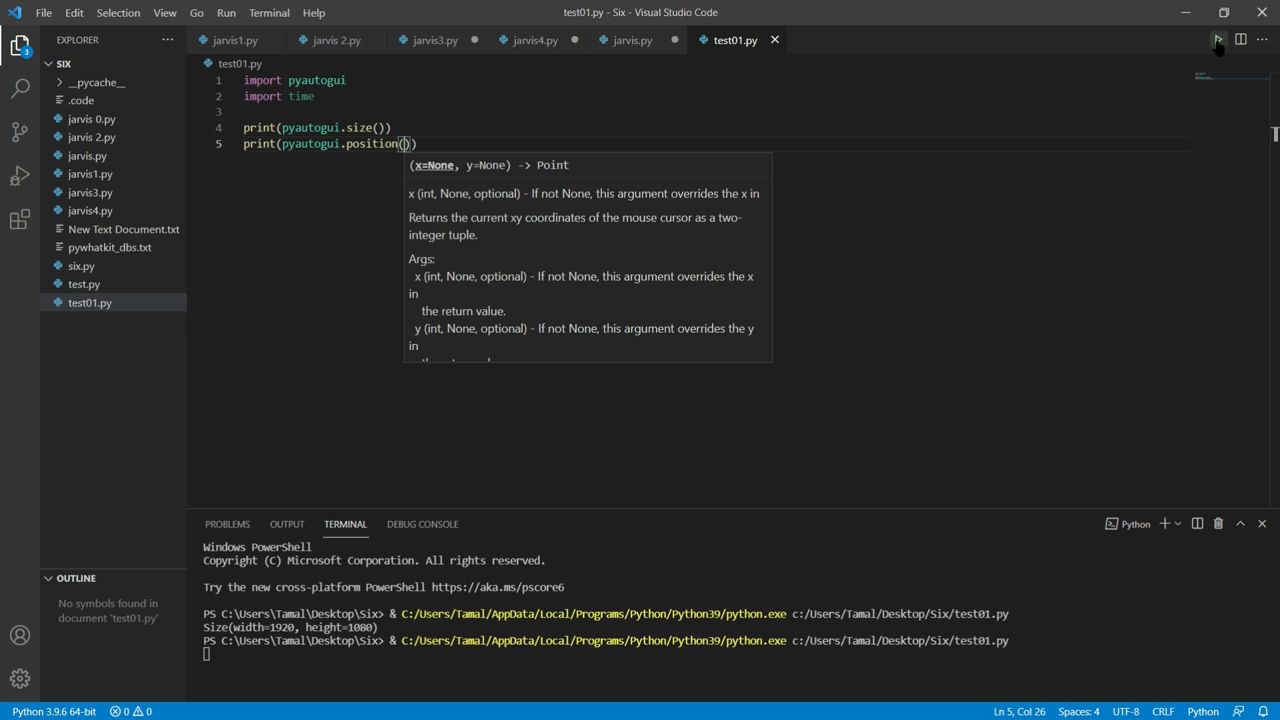 File Edit Selection View Go Run Terminal Help test01.py - Six - Visual Studio Code
EXPLORER ... jarvis1.py jarvis 2.py jarvis3.py jarvis4.py jarvis.py test01.py
3
SIX
test01.py
__pycache__
.code
jarvis 0.py
jarvis 2.py
jarvis.py
jarvis1.py
jarvis3.py
jarvis4.py
New Text Document.txt
pywhatkit_dbs.txt
six.py
test.py
test01.py
1 import pyautogui
2 import time
3
4 print(pyautogui.size())
5 print(pyautogui.position())
(x=None, y=None) -> Point
x (int, None, optional) - If not None, this argument overrides the x in
Returns the current xy coordinates of the mouse cursor as a two-
integer tuple.
Args:
x (int, None, optional) - If not None, this argument overrides the x
in
the return value.
y (int, None, optional) - If not None, this argument overrides the y
in
PROBLEMS OUTPUT TERMINAL DEBUG CONSOLE Python
Windows PowerShell
Copyright (C) Microsoft Corporation. All rights reserved.
Try the new cross-platform PowerShell https://aka.ms/pscore6
PS C:\Users\Tamal\Desktop\Six> & C:/Users/Tamal/AppData/Local/Programs/Python/Python39/python.exe c:/Users/Tamal/Desktop/Six/test01.py
Size(width=1920, height=1080)
PS C:\Users\Tamal\Desktop\Six> & C:/Users/Tamal/AppData/Local/Programs/Python/Python39/python.exe c:/Users/Tamal/Desktop/Six/test01.py
OUTLINE
No symbols found in
document 'test01.py'
Python 3.9.6 64-bit 0 0 Ln 5, Col 26 Spaces: 4 UTF-8 CRLF Python